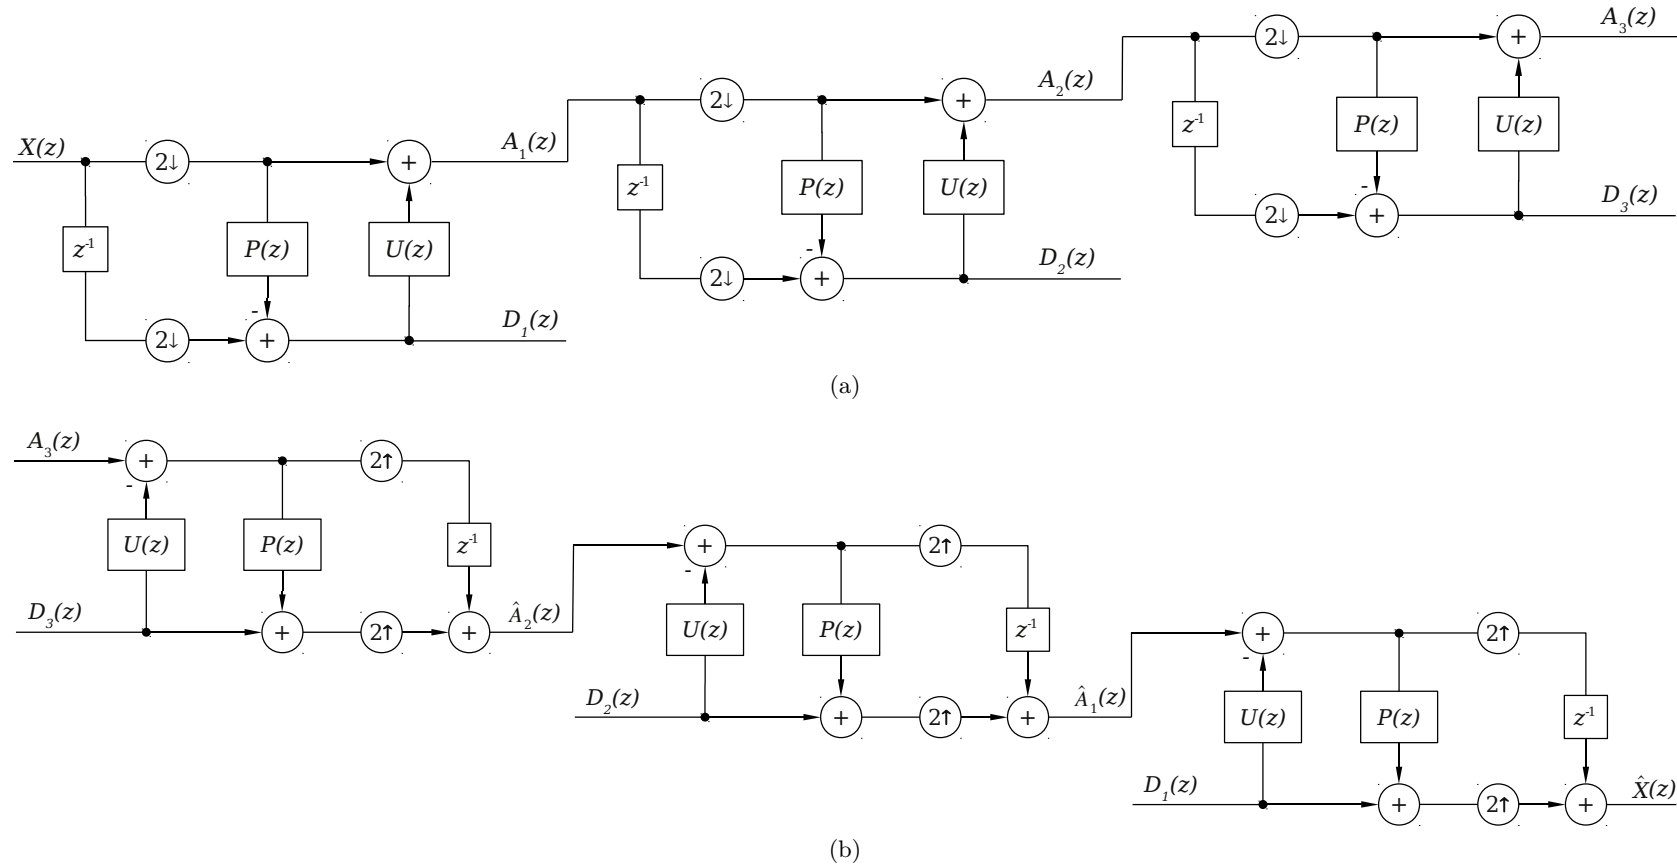 X(z)
2↓
z⁻¹
P(z)
U(z)
-
2↓
+
+
A₁(z)
D₁(z)
2↓
z⁻¹
P(z)
U(z)
-
2↓
+
+
A₂(z)
D₂(z)
2↓
z⁻¹
P(z)
U(z)
-
2↓
+
+
A₃(z)
D₃(z)
(a)
A₃(z)
+
-
U(z)
P(z)
2↑
z⁻¹
D₃(z)
+
2↑
+
Â₂(z)
+
-
U(z)
P(z)
2↑
z⁻¹
D₂(z)
+
2↑
+
Â₁(z)
+
-
U(z)
P(z)
2↑
z⁻¹
D₁(z)
+
2↑
+
X̂(z)
(b)